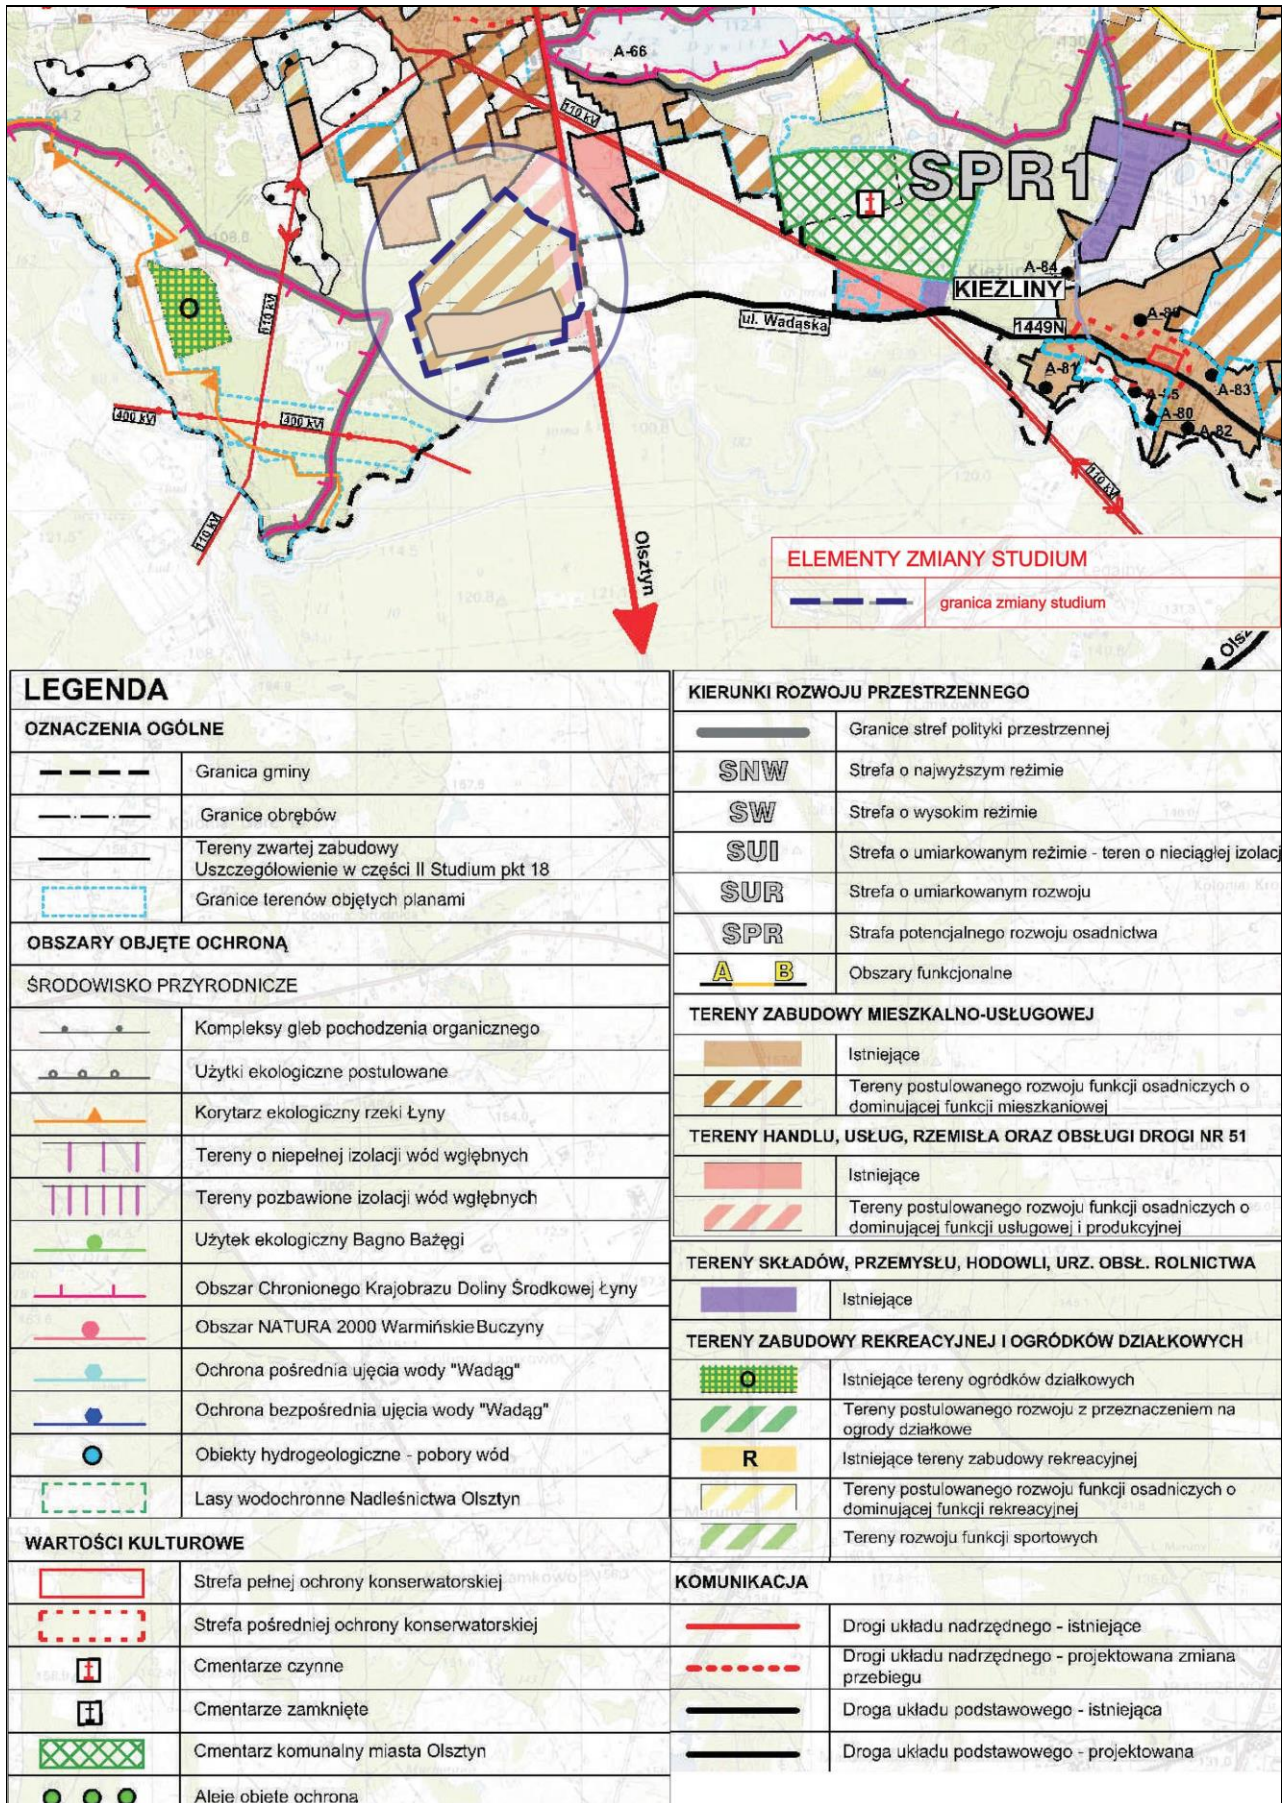 A-66
110 kV
SPR1
A-84
KIEŹLINY
1449N
ul. Wadąska
A-81
A-83
A-80
A-82
O
110 kV
400 kV
400 kV
110 kV
110 kV
Olsztyn
ELEMENTY ZMIANY STUDIUM
granica zmiany studium
LEGENDA
OZNACZENIA OGÓLNE
Granica gminy
Granice obrębów
Tereny zwartej zabudowy
Uszczegółowienie w części II Studium pkt 18
Granice terenów objętych planami
OBSZARY OBJĘTE OCHRONĄ
ŚRODOWISKO PRZYRODNICZE
Kompleksy gleb pochodzenia organicznego
Użytki ekologiczne postulowane
Korytarz ekologiczny rzeki Łyny
Tereny o niepełnej izolacji wód wgłębnych
Tereny pozbawione izolacji wód wgłębnych
Użytek ekologiczny Bagno Bażęgi
Obszar Chronionego Krajobrazu Doliny Środkowej Łyny
Obszar NATURA 2000 Warmińskie Buczyny
Ochrona pośrednia ujęcia wody "Wadąg"
Ochrona bezpośrednia ujęcia wody "Wadąg"
Obiekty hydrogeologiczne - pobory wód
Lasy wodochronne Nadleśnictwa Olsztyn
WARTOŚCI KULTUROWE
Strefa pełnej ochrony konserwatorskiej
Strefa pośredniej ochrony konserwatorskiej
Cmentarze czynne
Cmentarze zamknięte
Cmentarz komunalny miasta Olsztyn
Aleje objęte ochroną
KIERUNKI ROZWOJU PRZESTRZENNEGO
Granice stref polityki przestrzennej
SNW Strefa o najwyższym reżimie
SW Strefa o wysokim reżimie
SUI Strefa o umiarkowanym reżimie - teren o nieciągłej izolacj
SUR Strefa o umiarkowanym rozwoju
SPR Strafa potencjalnego rozwoju osadnictwa
A B Obszary funkcjonalne
TERENY ZABUDOWY MIESZKALNO-USŁUGOWEJ
Istniejące
Tereny postulowanego rozwoju funkcji osadniczych o
dominującej funkcji mieszkaniowej
TERENY HANDLU, USŁUG, RZEMISŁA ORAZ OBSŁUGI DROGI NR 51
Istniejące
Tereny postulowanego rozwoju funkcji osadniczych o
dominującej funkcji usługowej i produkcyjnej
TERENY SKŁADÓW, PRZEMYSŁU, HODOWLI, URZ. OBSŁ. ROLNICTWA
Istniejące
TERENY ZABUDOWY REKREACYJNEJ I OGRÓDKÓW DZIAŁKOWYCH
O Istniejące tereny ogródków działkowych
Tereny postulowanego rozwoju z przeznaczeniem na
ogrody działkowe
R Istniejące tereny zabudowy rekreacyjnej
Tereny postulowanego rozwoju funkcji osadniczych o
dominującej funkcji rekreacyjnej
Tereny rozwoju funkcji sportowych
KOMUNIKACJA
Drogi układu nadrzędnego - istniejące
Drogi układu nadrzędnego - projektowana zmiana
przebiegu
Droga układu podstawowego - istniejąca
Droga układu podstawowego - projektowana